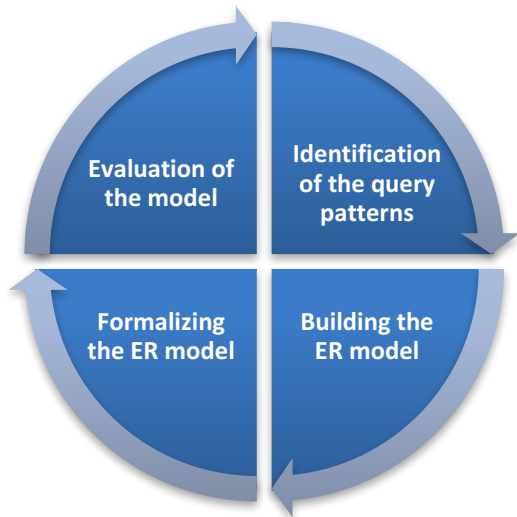 Evaluation of
the model
Identification
of the query
patterns
Formalizing
the ER model
Building the
ER model